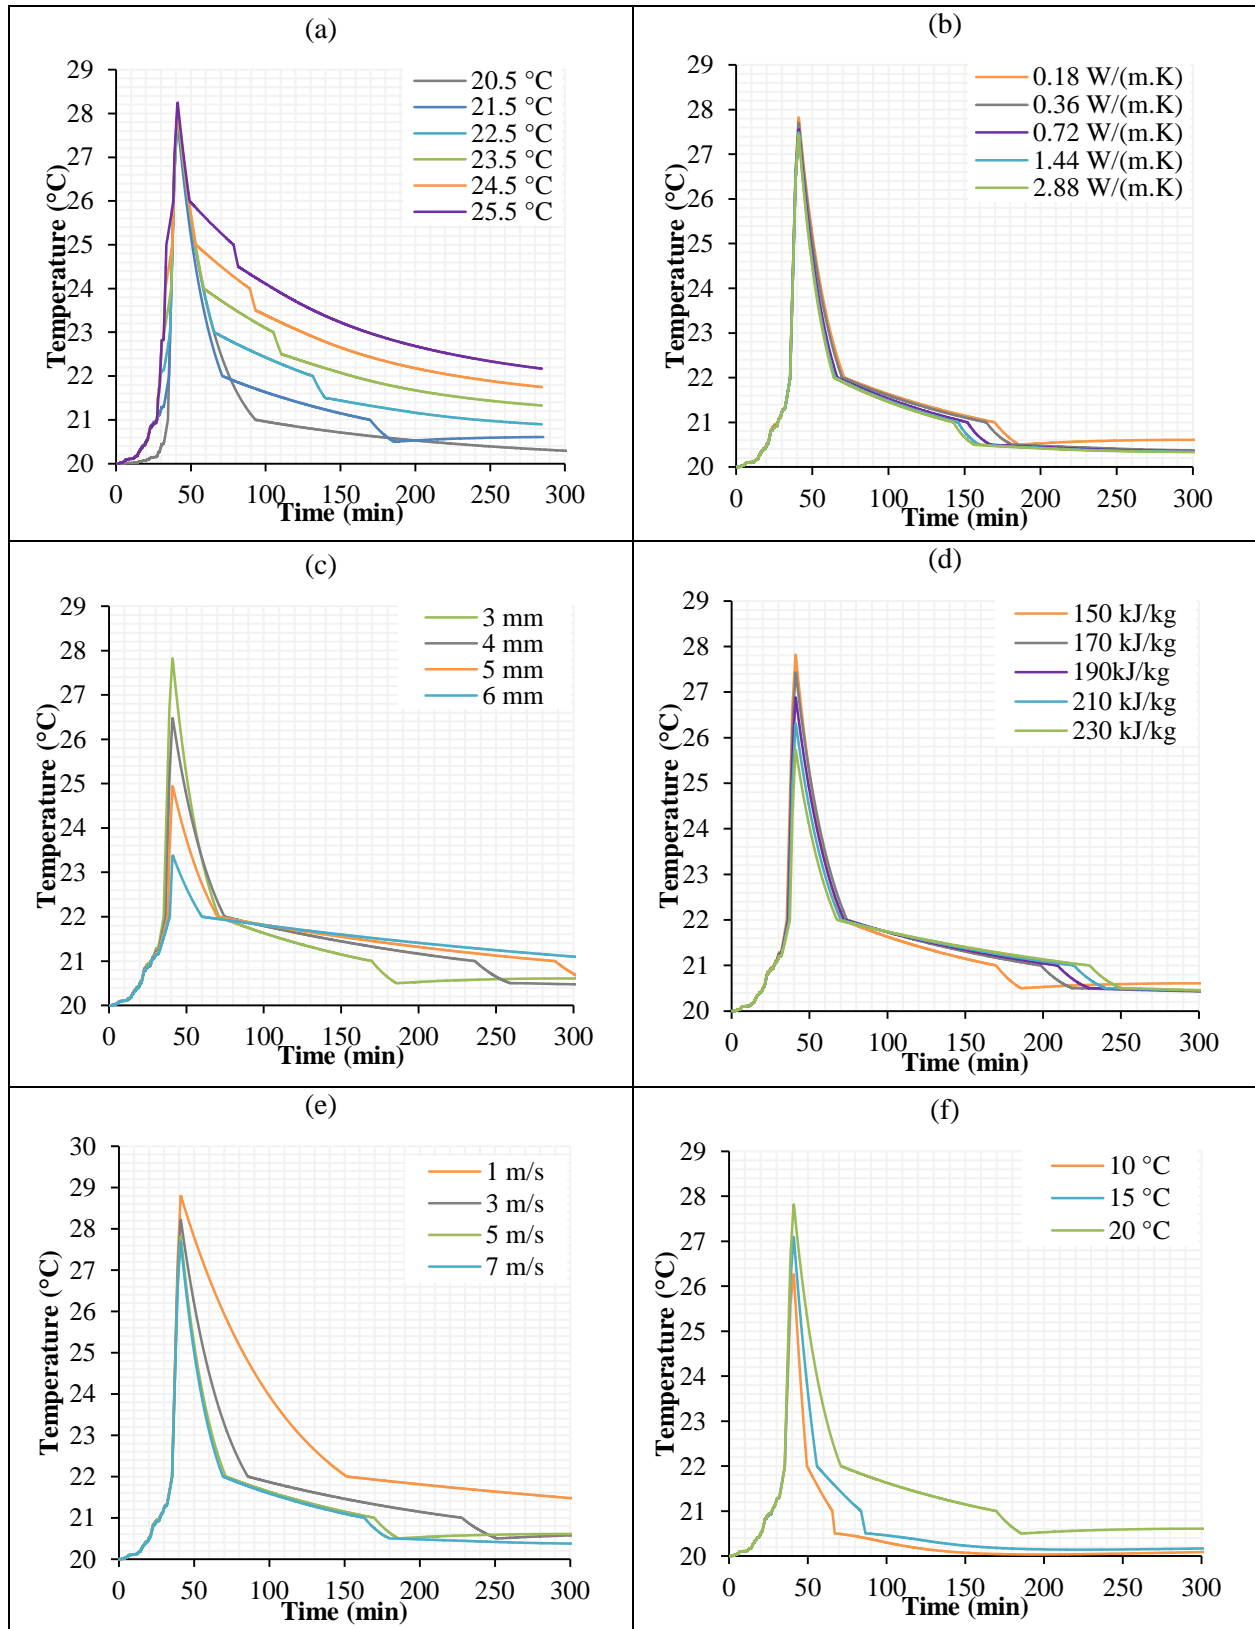 (a)
29
28
27
26
25
24
23
22
21
20
Temperature (°C)
20.5 °C
21.5 °C
22.5 °C
23.5 °C
24.5 °C
25.5 °C
0 50 100 150 200 250 300
Time (min)
(b)
29
28
27
26
25
24
23
22
21
20
Temperature (°C)
0.18 W/(m.K)
0.36 W/(m.K)
0.72 W/(m.K)
1.44 W/(m.K)
2.88 W/(m.K)
0 50 100 150 200 250 300
Time (min)
(c)
29
28
27
26
25
24
23
22
21
20
Temperature (°C)
3 mm
4 mm
5 mm
6 mm
0 50 100 150 200 250 300
Time (min)
(d)
29
28
27
26
25
24
23
22
21
20
Temperature (°C)
150 kJ/kg
170 kJ/kg
190kJ/kg
210 kJ/kg
230 kJ/kg
0 50 100 150 200 250 300
Time (min)
(e)
30
29
28
27
26
25
24
23
22
21
20
Temperature (°C)
1 m/s
3 m/s
5 m/s
7 m/s
0 50 100 150 200 250 300
Time (min)
(f)
29
28
27
26
25
24
23
22
21
20
Temperature (°C)
10 °C
15 °C
20 °C
0 50 100 150 200 250 300
Time (min)